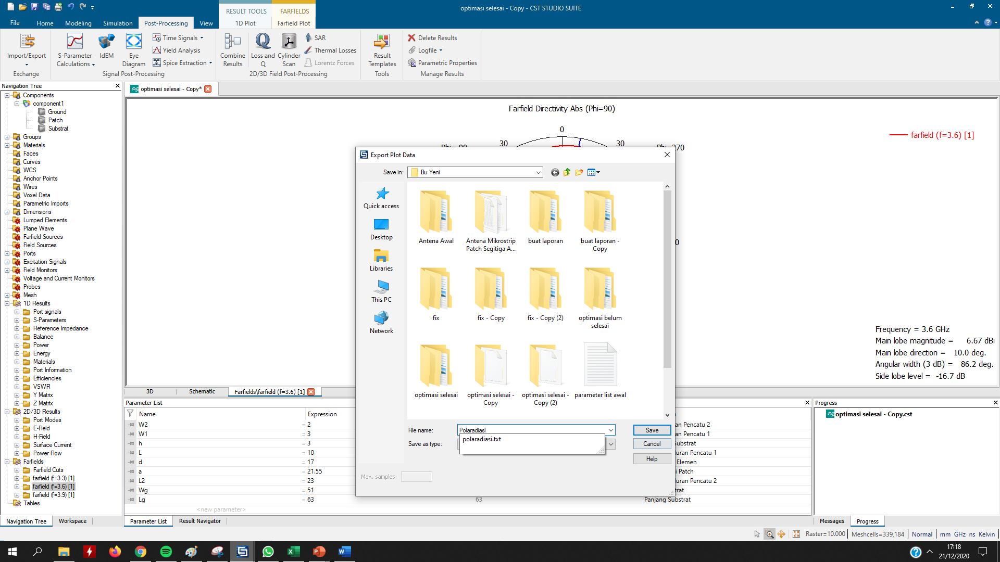 optimasi selesai - Copy - CST STUDIO SUITE
RESULT TOOLS
FARFIELDS
File
Home
Modeling
Simulation
Post-Processing
View
1D Plot
Farfield Plot
Import/Export
Exchange
S-Parameter
Calculations
IdEM
Eye
Diagram
Time Signals
Yield Analysis
Spice Extraction
Signal Post-Processing
Combine
Results
Loss and
Q
Cylinder
Scan
SAR
Thermal Losses
Lorentz Forces
2D/3D Field Post-Processing
Result
Templates
Tools
Delete Results
Logfile
Parametric Properties
Manage Results
Navigation Tree
Components
component1
Ground
Patch
Substrat
Groups
Materials
Faces
Curves
WCS
Anchor Points
Wires
Voxel Data
Parametric Imports
Dimensions
Lumped Elements
Plane Wave
Farfield Sources
Field Sources
Ports
Excitation Signals
Field Monitors
Voltage and Current Monitors
Probes
Mesh
1D Results
Port signals
S-Parameters
Reference Impedance
Balance
Power
Energy
Materials
Port Information
Efficiencies
VSWR
Y Matrix
Z Matrix
2D/3D Results
Port Modes
E-Field
H-Field
Surface Current
Power Flow
Farfields
Farfield Cuts
farfield (f=3.3) [1]
farfield (f=3.6) [1]
farfield (f=3.9) [1]
Tables
Navigation Tree
Workspace
optimasi selesai - Copy*
Farfield Directivity Abs (Phi=90)
0
30
30
farfield (f=3.6) [1]
Frequency = 3.6 GHz
Main lobe magnitude = 6.67 dBi
Main lobe direction = 10.0 deg.
Angular width (3 dB) = 86.2 deg.
Side lobe level = -16.7 dB
Export Plot Data
Save in:
Bu Yeni
Quick access
Desktop
Libraries
This PC
Network
Antena Awal
Antena Mikrostrip
Patch Segitiga A...
buat laporan
buat laporan -
Copy
fix
fix - Copy
fix - Copy (2)
optimasi belum
selesai
optimasi selesai
optimasi selesai -
Copy
optimasi selesai -
Copy (2)
parameter list awal
File name:
Polaradiasi
polaradiasi.txt
Save as type:
Save
Cancel
Help
Max. samples:
3D
Schematic
Farfields\farfield (f=3.6) [1]
Parameter List
Name
Expression
W2 = 2
W1 = 3
h = 3
L = 10
d = 17
a = 21.55
L2 = 23
Wg = 51
Lg = 63 63 Panjang Substrat
<new parameter>
Pencatu 2
Pencatu 1
Substrat
Pencatu 1
Elemen
Patch
Pencatu 2
Parameter List
Result Navigator
Progress
optimasi selesai - Copy.cst
Messages
Progress
Raster=10.000
Meshcells=339,184
Normal
mm GHz ns Kelvin
17:18
21/12/2020